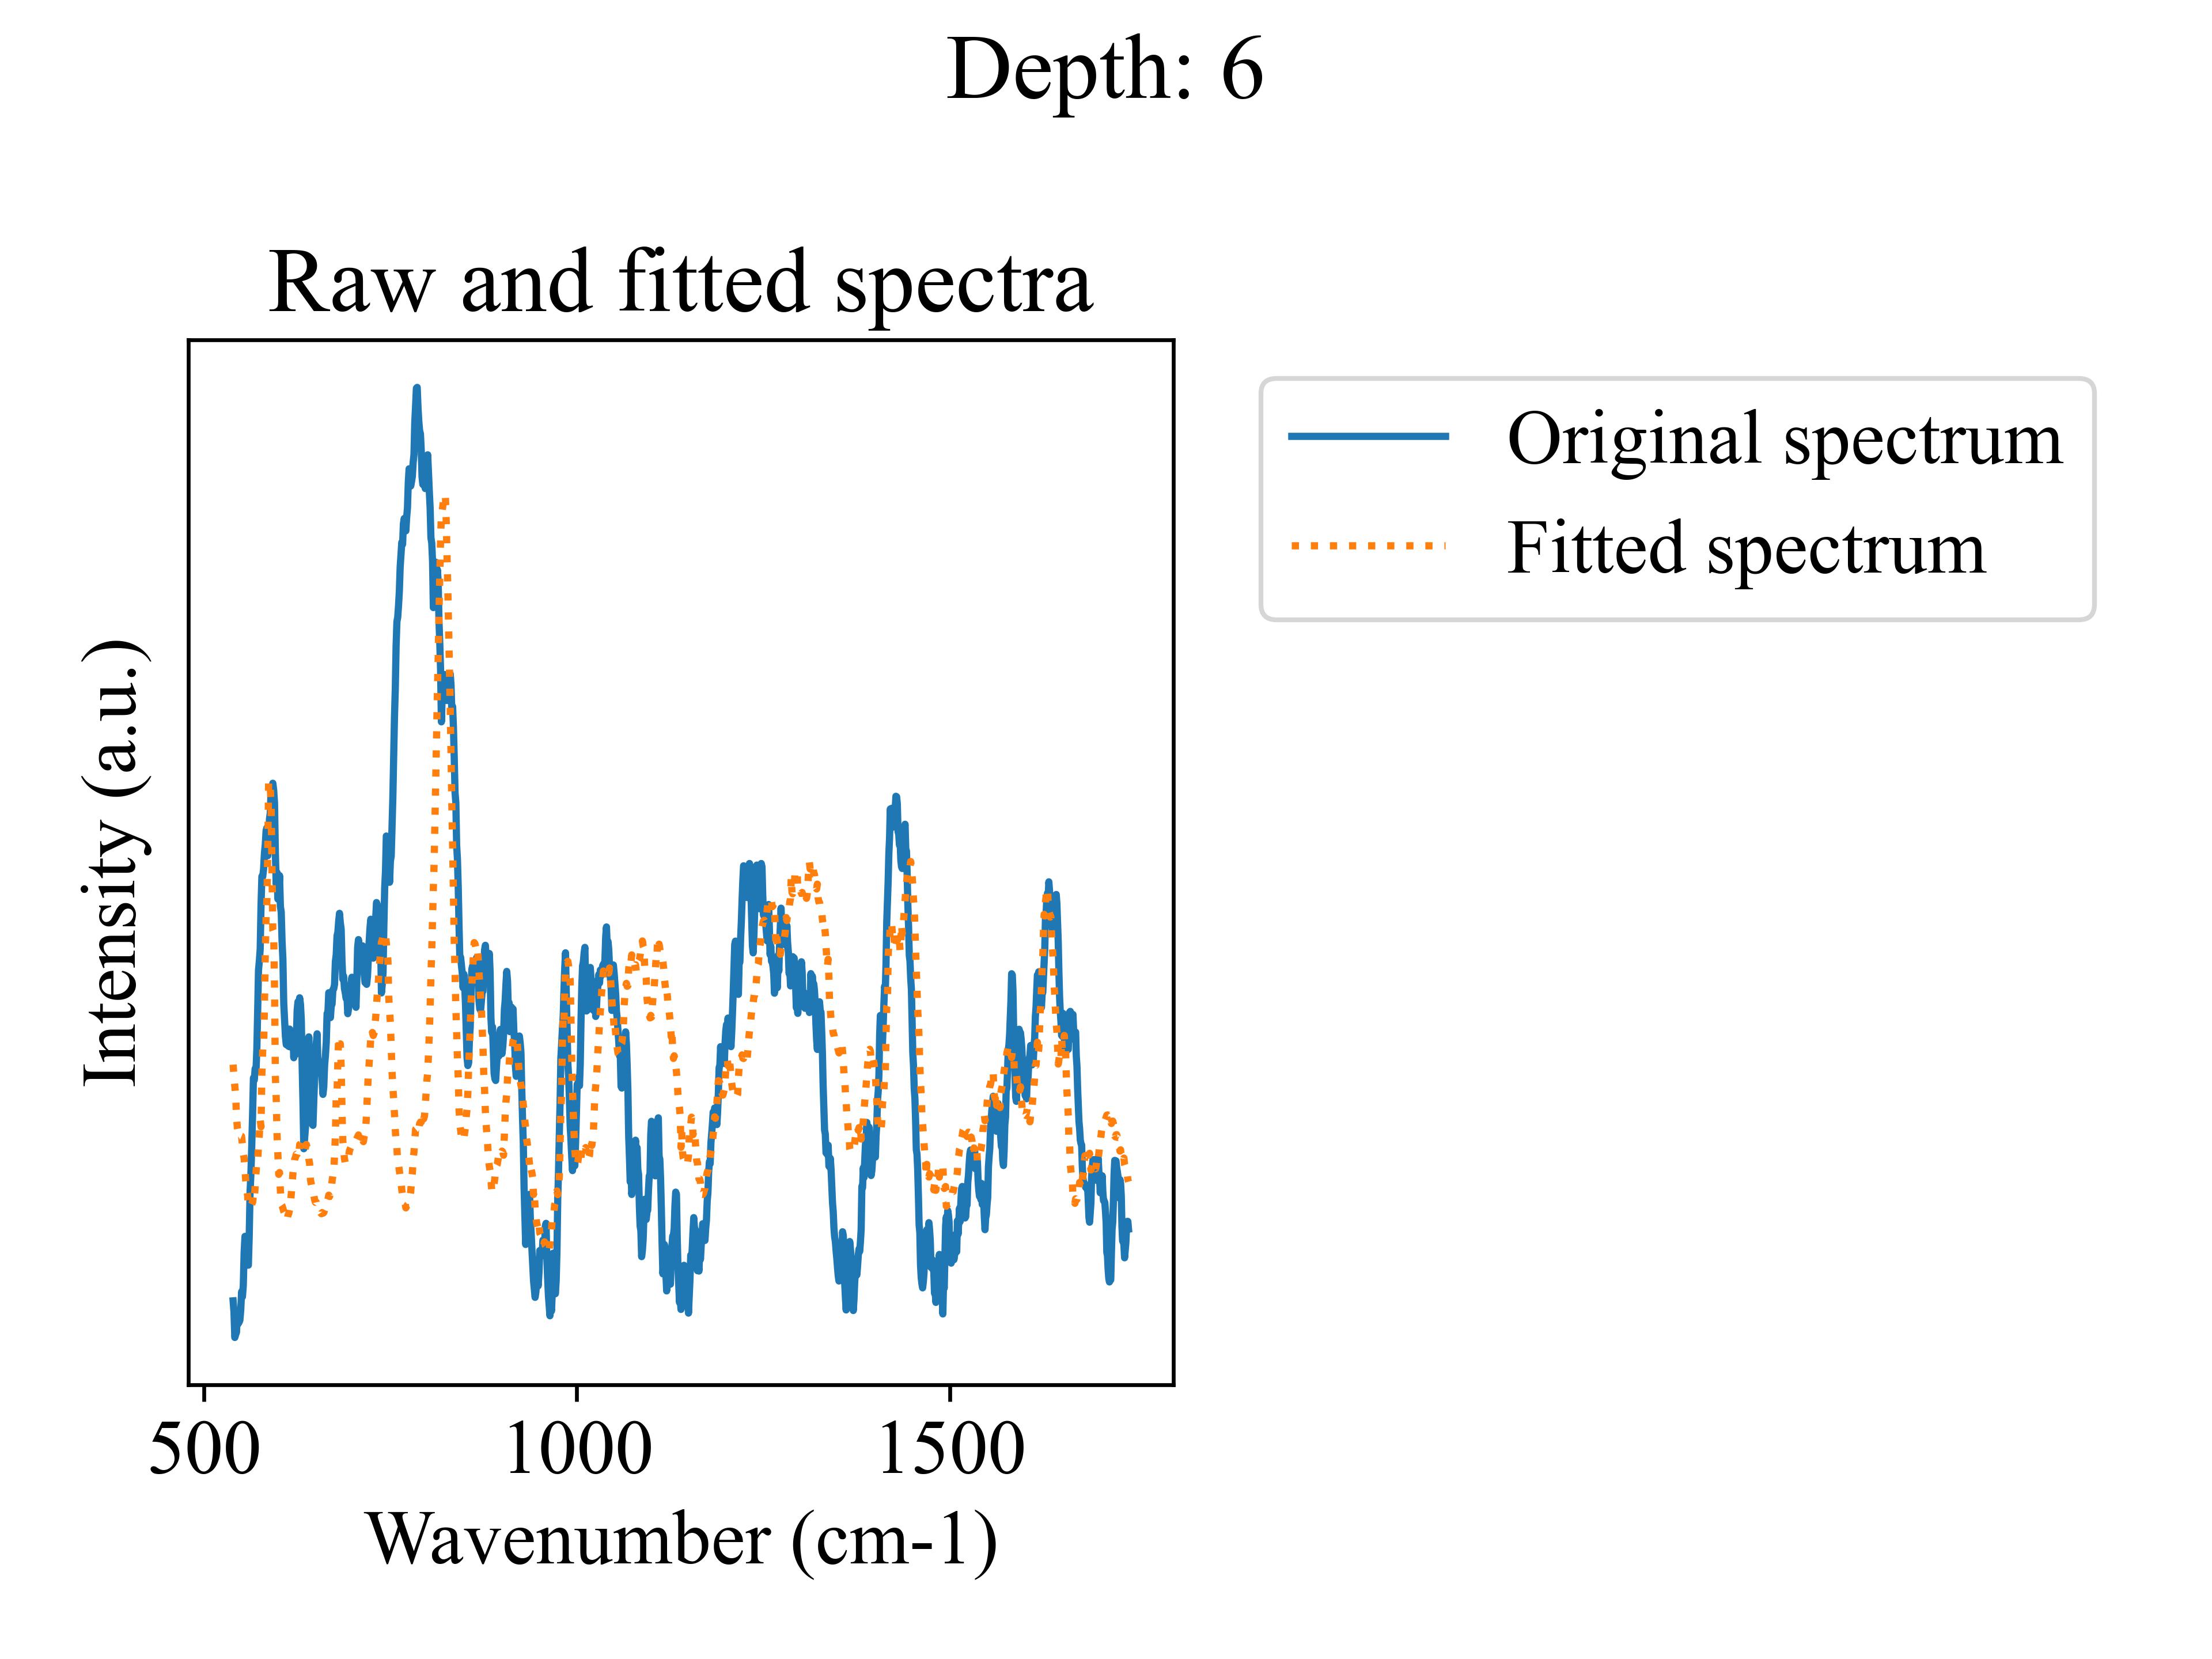 Depth: 6
Raw and fitted spectra
Original spectrum
Fitted spectrum
Intensity (a.u.)
500 1000 1500
Wavenumber (cm-1)